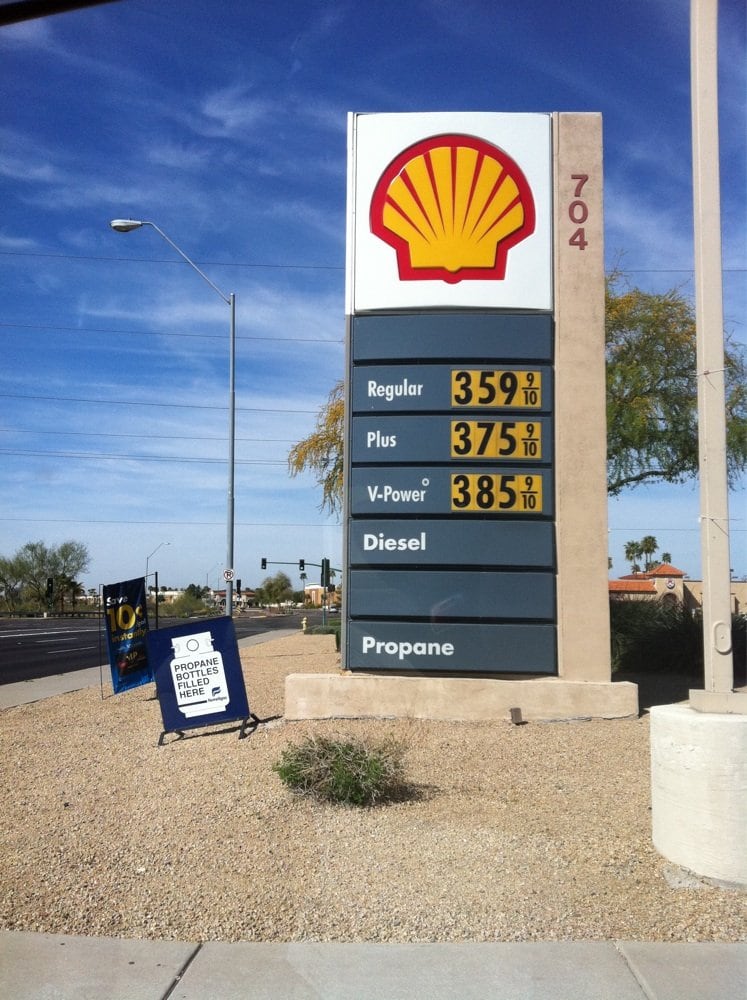 704
Regular 359 9/10
Plus 375 9/10
V-Power 385 9/10
Diesel
Propane
Save
10¢
instantly
PROPANE
BOTTLES
FILLED
HERE